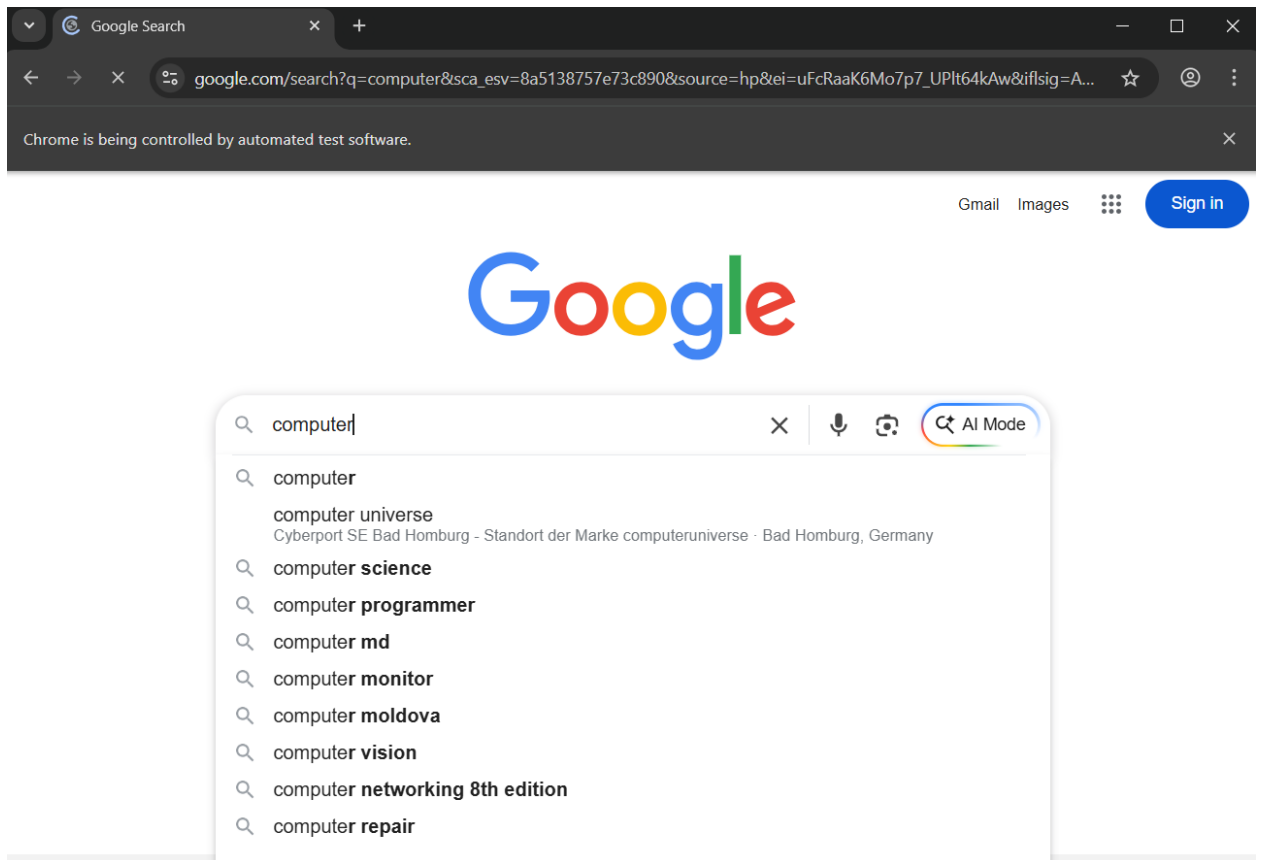 Google Search
google.com/search?q=computer&sca_esv=8a5138757e73c890&source=hp&ei=uFcRaaK6Mo7p7_UPlt64kAw&iflsig=A...
Chrome is being controlled by automated test software.
Gmail Images Sign in
Google
computer AI Mode
computer
computer universe
Cyberport SE Bad Homburg - Standort der Marke computeruniverse · Bad Homburg, Germany
computer science
computer programmer
computer md
computer monitor
computer moldova
computer vision
computer networking 8th edition
computer repair